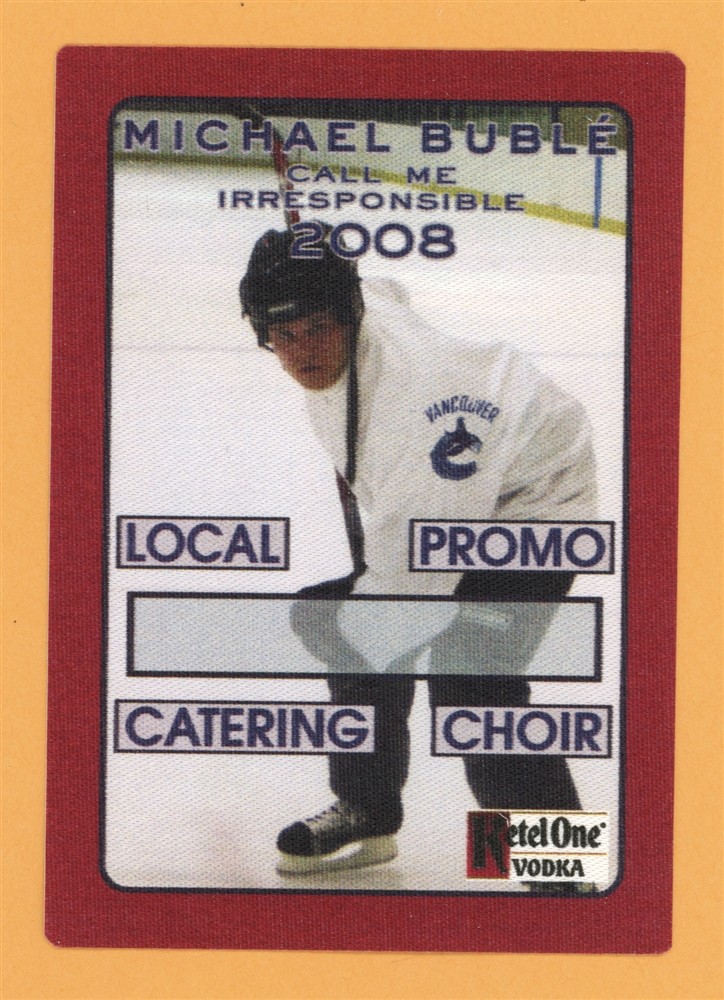 MICHAEL BUBLÉ
CALL ME
IRRESPONSIBLE
2008
VANCOUVER
LOCAL PROMO
CATERING CHOIR
Ketel One
VODKA